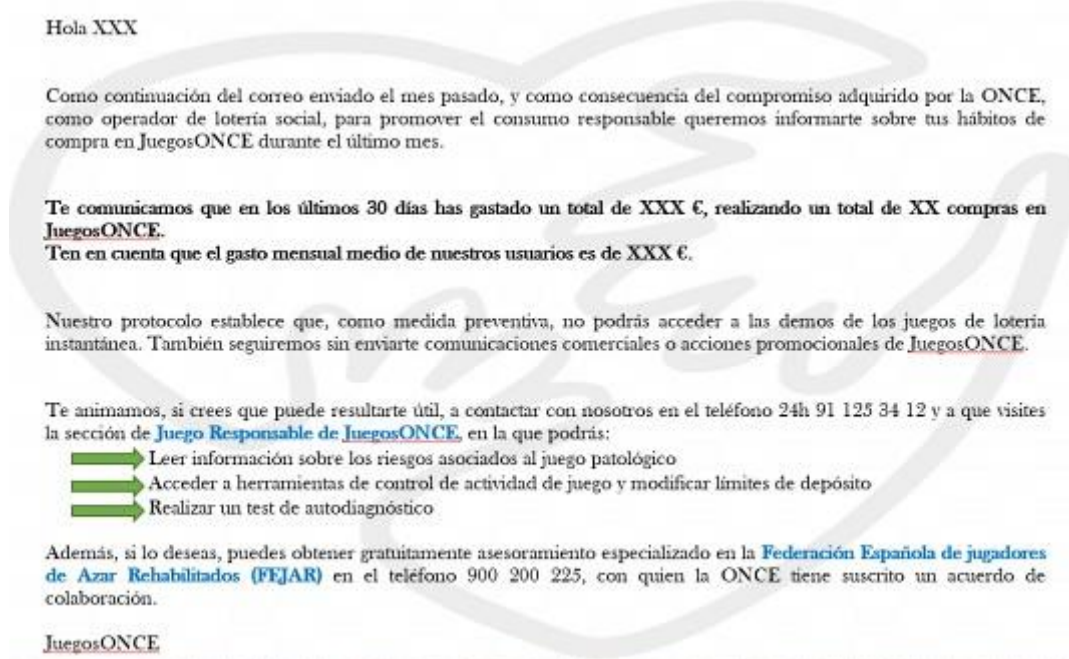 Hola XXX
Como continuación del correo enviado el mes pasado, y como consecuencia del compromiso adquirido por la ONCE,
como operador de lotería social, para promover el consumo responsable queremos informarte sobre tus hábitos de
compra en JuegosONCE durante el último mes.
Te comunicamos que en los últimos 30 días has gastado un total de XXX €, realizando un total de XX compras en
JuegosONCE.
Ten en cuenta que el gasto mensual medio de nuestros usuarios es de XXX €.
Nuestro protocolo establece que, como medida preventiva, no podrás acceder a las demos de los juegos de lotería
instantánea. También seguiremos sin enviarte comunicaciones comerciales o acciones promocionales de JuegosONCE.
Te animamos, si crees que puede resultarte útil, a contactar con nosotros en el teléfono 24h 91 125 34 12 y a que visites
la sección de Juego Responsable de JuegosONCE, en la que podrás:
Leer información sobre los riesgos asociados al juego patológico
Acceder a herramientas de control de actividad de juego y modificar límites de depósito
Realizar un test de autodiagnóstico
Además, si lo deseas, puedes obtener gratuitamente asesoramiento especializado en la Federación Española de jugadores
de Azar Rehabilitados (FEJAR) en el teléfono 900 200 225, con quien la ONCE tiene suscrito un acuerdo de
colaboración.
JuegosONCE